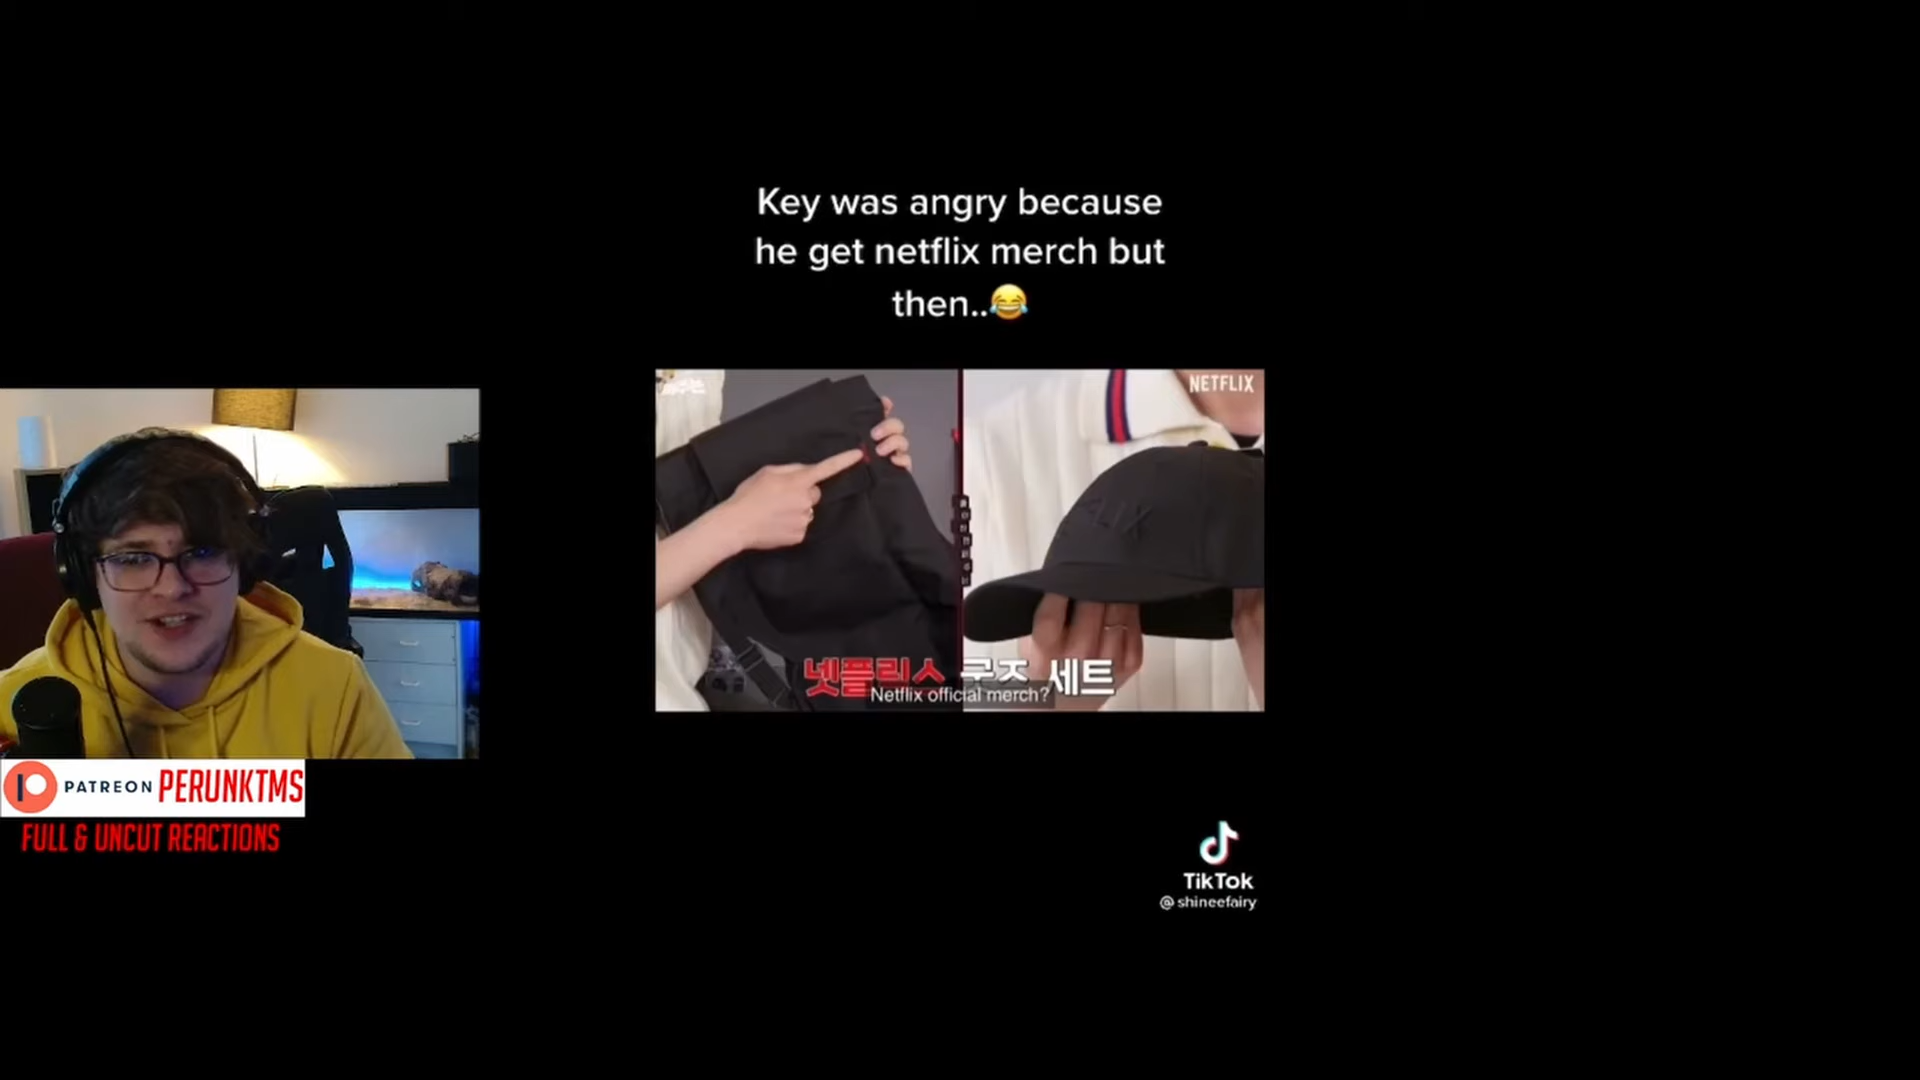 Key was angry because
he get netflix merch but
then..😂
NETFLIX
FLIX
넷플릭스 굿즈 세트
Netflix official merch?
PATREON PERUNKTMS
FULL & UNCUT REACTIONS
TikTok
@shineefairy